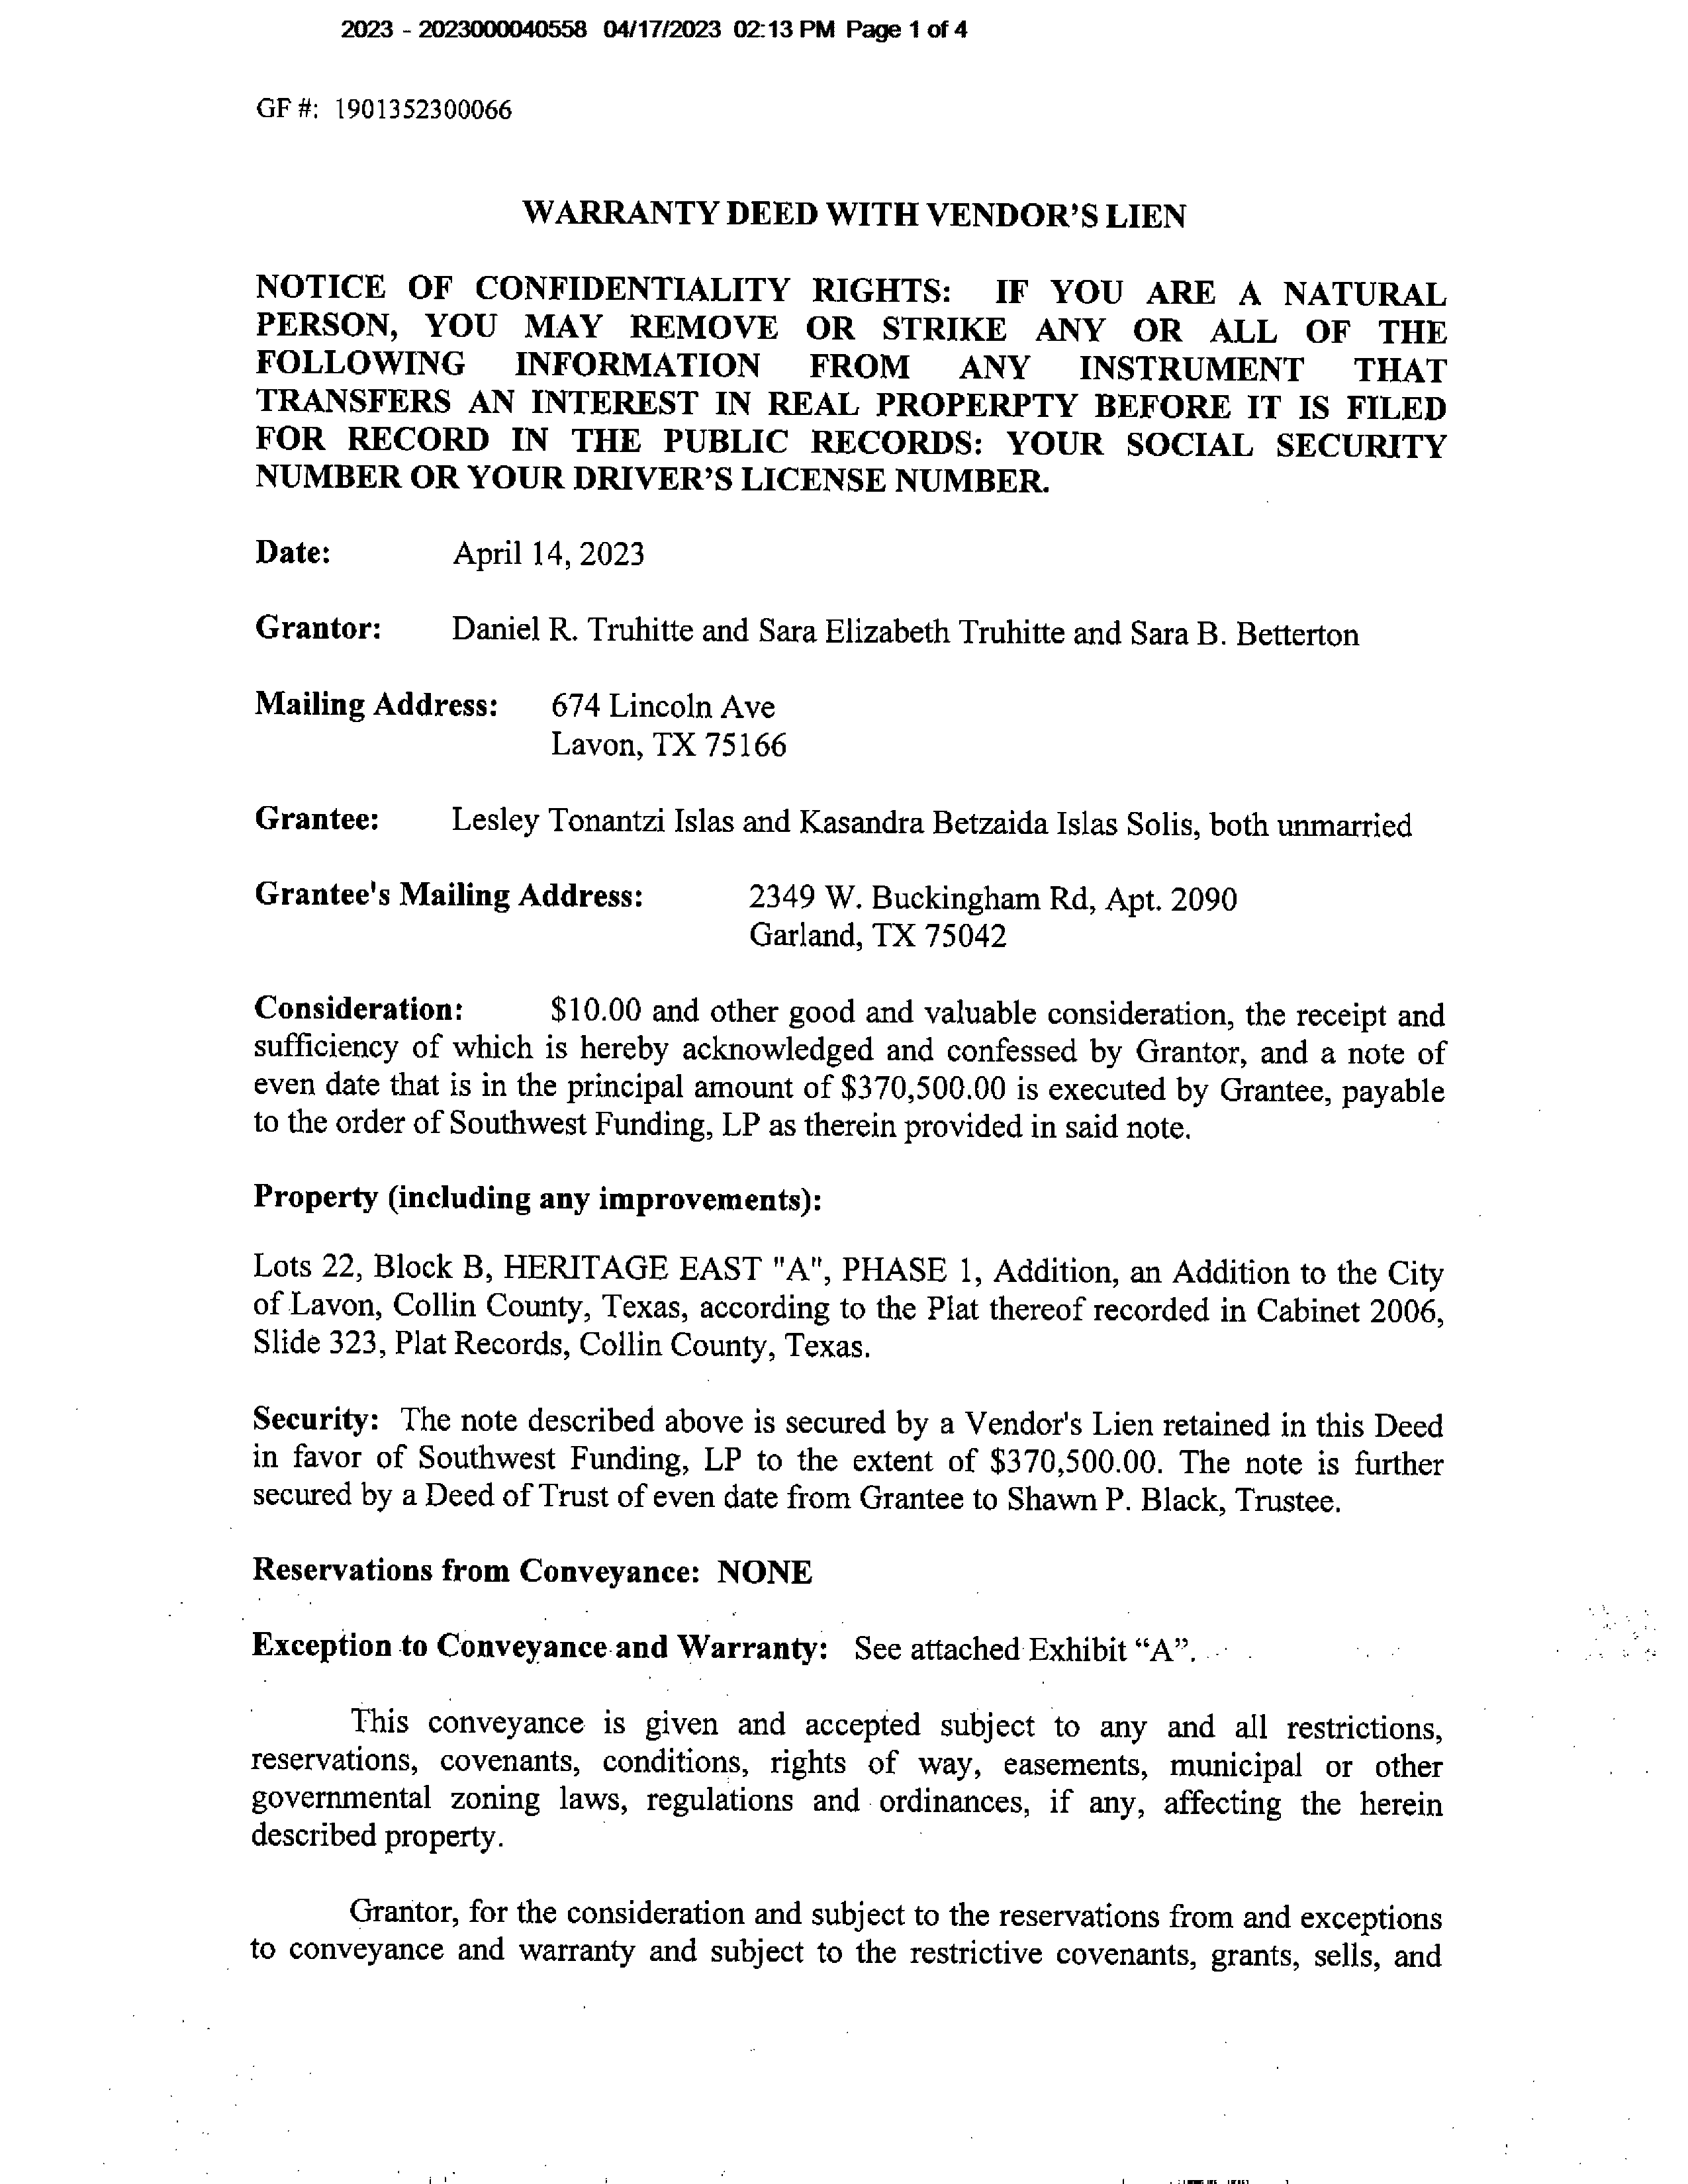 2023 - 2023000040558 04/17/2023 02:13 PM Page 1 of 4
GF #: 1901352300066
WARRANTY DEED WITH VENDOR'S LIEN
NOTICE OF CONFIDENTIALITY RIGHTS: IF YOU ARE A NATURAL
PERSON, YOU MAY REMOVE OR STRIKE ANY OR ALL OF THE
FOLLOWING INFORMATION FROM ANY INSTRUMENT THAT
TRANSFERS AN INTEREST IN REAL PROPERPTY BEFORE IT IS FILED
FOR RECORD IN THE PUBLIC RECORDS: YOUR SOCIAL SECURITY
NUMBER OR YOUR DRIVER'S LICENSE NUMBER.
Date: April 14, 2023
Grantor: Daniel R. Truhitte and Sara Elizabeth Truhitte and Sara B. Betterton
Mailing Address: 674 Lincoln Ave
Lavon, TX 75166
Grantee: Lesley Tonantzi Islas and Kasandra Betzaida Islas Solis, both unmarried
Grantee's Mailing Address: 2349 W. Buckingham Rd, Apt. 2090
Garland, TX 75042
Consideration: $10.00 and other good and valuable consideration, the receipt and
sufficiency of which is hereby acknowledged and confessed by Grantor, and a note of
even date that is in the principal amount of $370,500.00 is executed by Grantee, payable
to the order of Southwest Funding, LP as therein provided in said note.
Property (including any improvements):
Lots 22, Block B, HERITAGE EAST "A", PHASE 1, Addition, an Addition to the City
of Lavon, Collin County, Texas, according to the Plat thereof recorded in Cabinet 2006,
Slide 323, Plat Records, Collin County, Texas.
Security: The note described above is secured by a Vendor's Lien retained in this Deed
in favor of Southwest Funding, LP to the extent of $370,500.00. The note is further
secured by a Deed of Trust of even date from Grantee to Shawn P. Black, Trustee.
Reservations from Conveyance: NONE
Exception to Conveyance and Warranty: See attached Exhibit “A”.
This conveyance is given and accepted subject to any and all restrictions,
reservations, covenants, conditions, rights of way, easements, municipal or other
governmental zoning laws, regulations and ordinances, if any, affecting the herein
described property.
Grantor, for the consideration and subject to the reservations from and exceptions
to conveyance and warranty and subject to the restrictive covenants, grants, sells, and